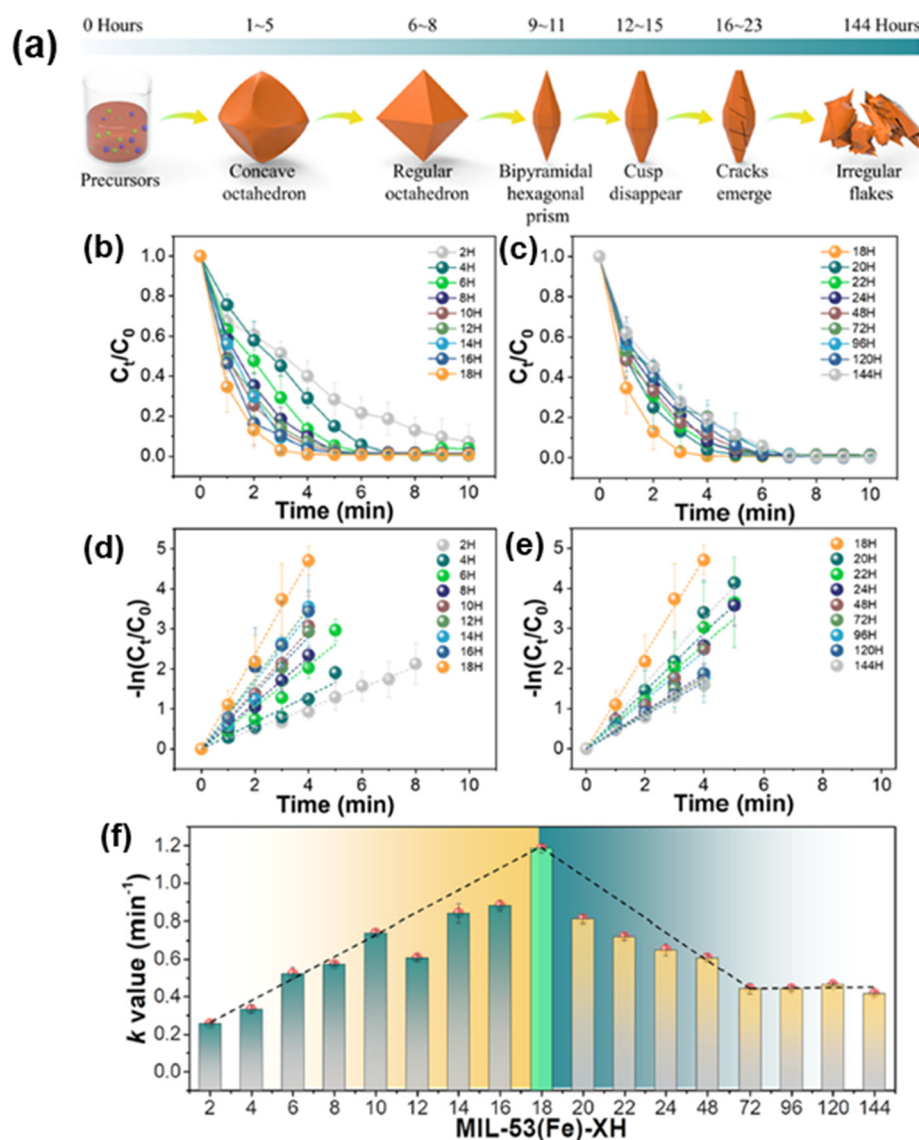 (a)
0 Hours 1~5 6~8 9~11 12~15 16~23 144 Hours
Precursors
Concave
octahedron
Regular
octahedron
Bipyramidal
hexagonal
prism
Cusp
disappear
Cracks
emerge
Irregular
flakes
(b)
1.0
0.8
0.6
0.4
0.2
0.0
Ct/C0
0 2 4 6 8 10
Time (min)
2H
4H
6H
8H
10H
12H
14H
16H
18H
(c)
1.0
0.8
0.6
0.4
0.2
0.0
Ct/C0
0 2 4 6 8 10
Time (min)
18H
20H
22H
24H
48H
72H
96H
120H
144H
(d)
5
4
3
2
1
0
-ln(Ct/C0)
0 2 4 6 8 10
Time (min)
2H
4H
6H
8H
10H
12H
14H
16H
18H
(e)
5
4
3
2
1
0
-ln(Ct/C0)
0 2 4 6 8 10
Time (min)
18H
20H
22H
24H
48H
72H
96H
120H
144H
(f)
1.2
1.0
0.8
0.6
0.4
0.2
0.0
k value (min-1)
2 4 6 8 10 12 14 16 18 20 22 24 48 72 96 120 144
MIL-53(Fe)-XH